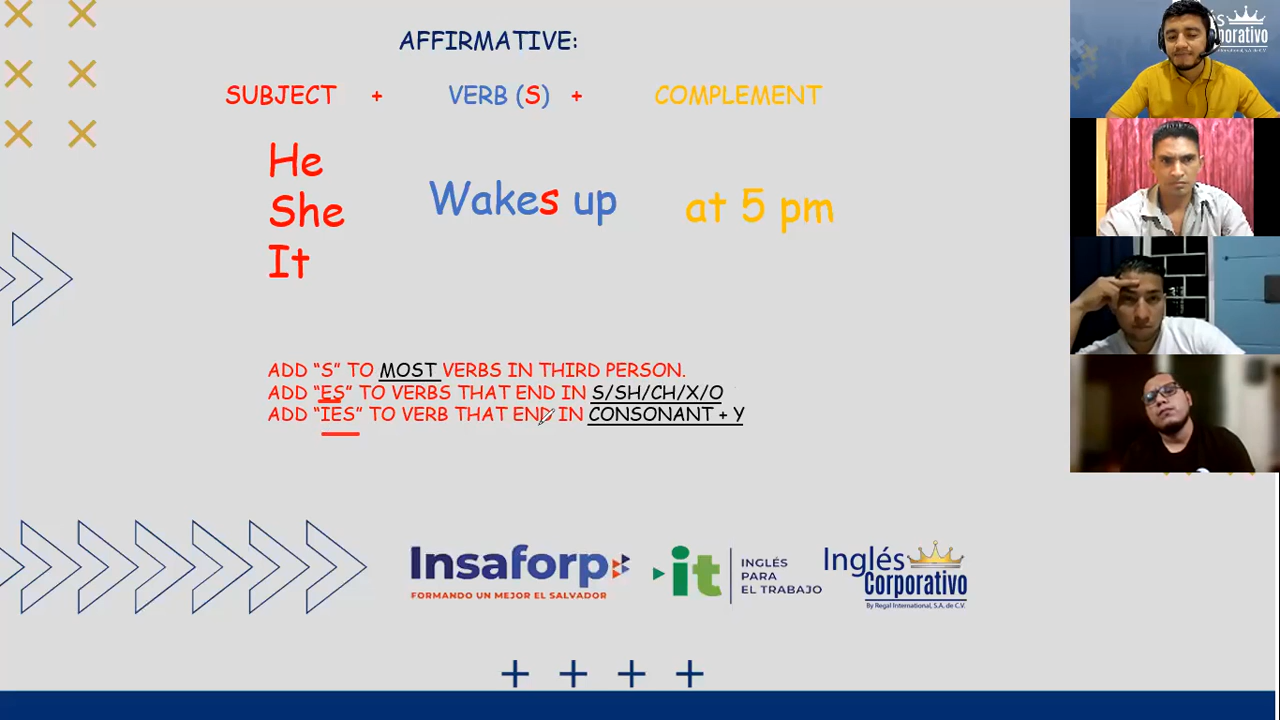 AFFIRMATIVE:
SUBJECT + VERB (S) + COMPLEMENT
He
She
It
Wakes up
at 5 pm
ADD “S” TO MOST VERBS IN THIRD PERSON.
ADD “ES” TO VERBS THAT END IN S/SH/CH/X/O
ADD “IES” TO VERB THAT END IN CONSONANT + Y
Insaforp
FORMANDO UN MEJOR EL SALVADOR
it
INGLÉS
PARA
EL TRABAJO
Inglés
Corporativo
By Regal International, S.A. de C.V.